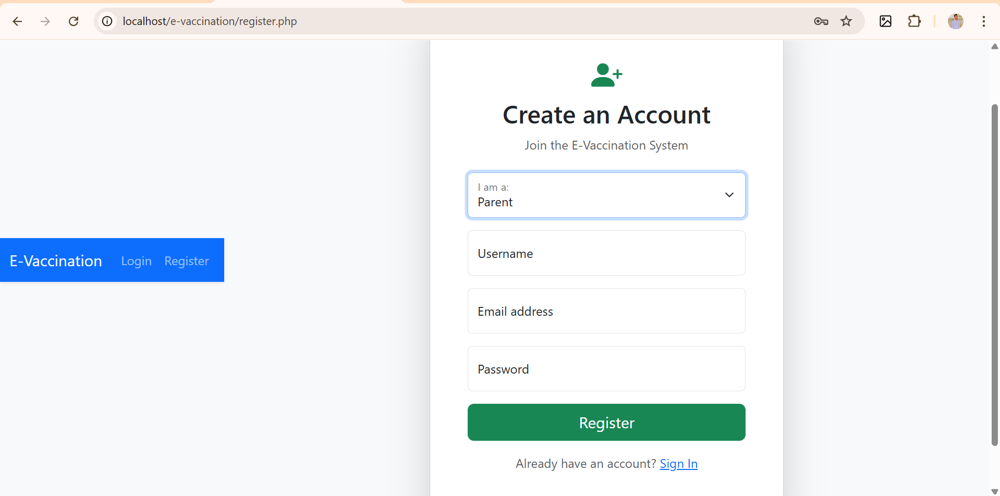 localhost/e-vaccination/register.php
Create an Account
Join the E-Vaccination System
I am a:
Parent
Username
E-Vaccination Login Register
Email address
Password
Register
Already have an account? Sign In